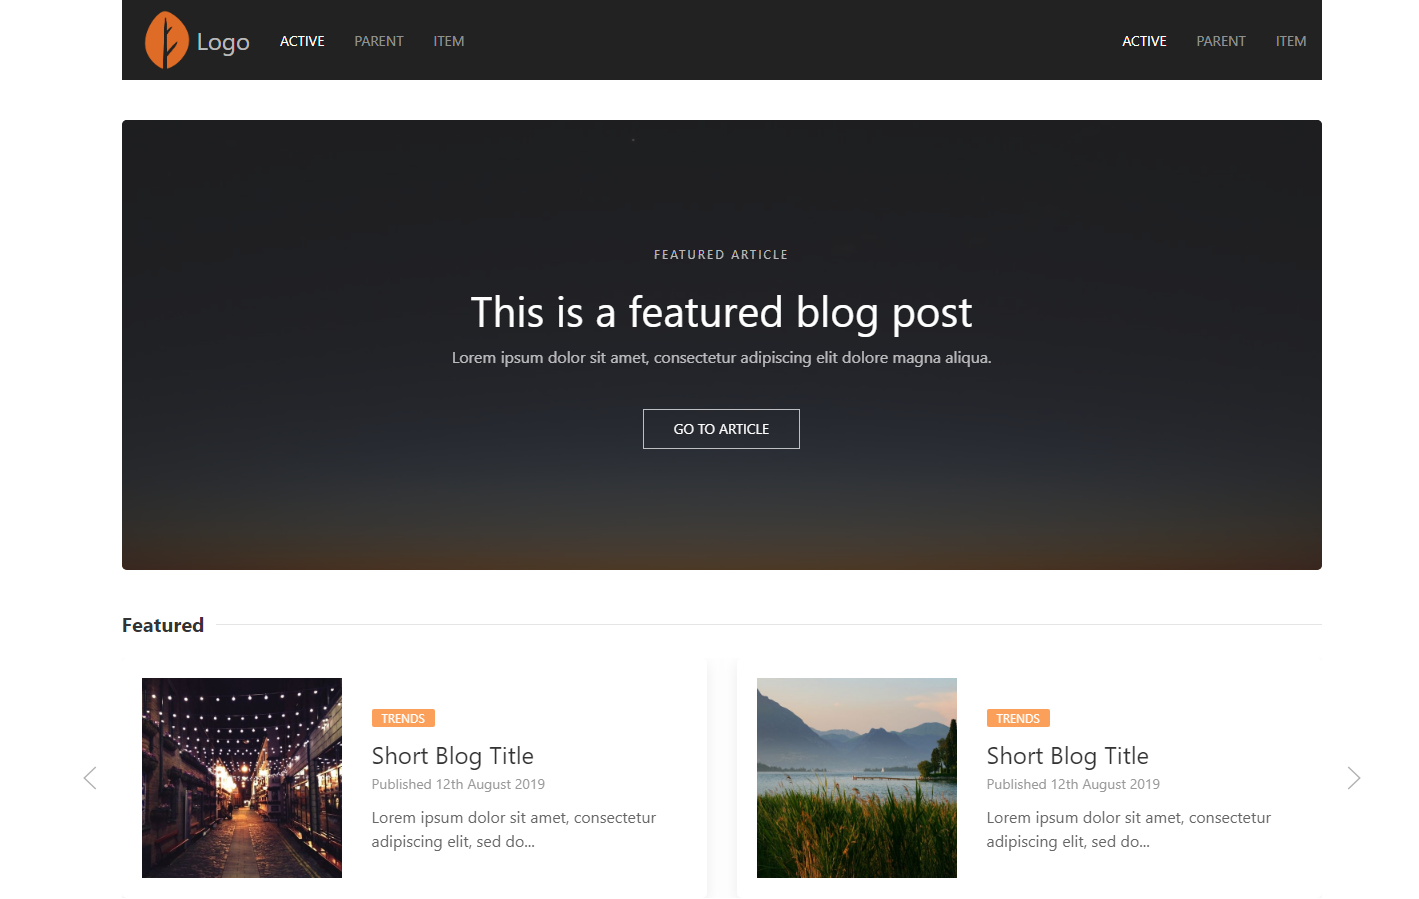 Logo ACTIVE PARENT ITEM ACTIVE PARENT ITEM
FEATURED ARTICLE
This is a featured blog post
Lorem ipsum dolor sit amet, consectetur adipiscing elit dolore magna aliqua.
GO TO ARTICLE
Featured
TRENDS
Short Blog Title
Published 12th August 2019
Lorem ipsum dolor sit amet, consectetur
adipiscing elit, sed do...
TRENDS
Short Blog Title
Published 12th August 2019
Lorem ipsum dolor sit amet, consectetur
adipiscing elit, sed do...